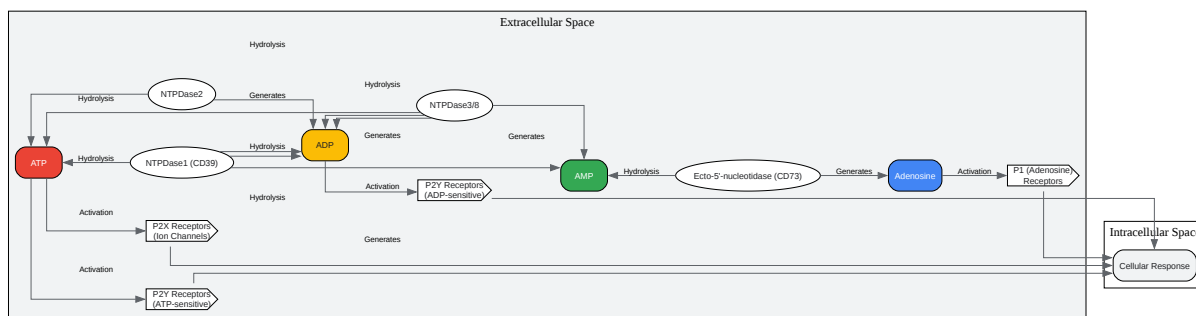 Extracellular Space
Hydrolysis
Hydrolysis
NTPDase2
Generates
Hydrolysis
NTPDase3/8
ADP
Generates
Generates
Hydrolysis
ATP
Hydrolysis
NTPDase1 (CD39)
AMP
Hydrolysis
Ecto-5'-nucleotidase (CD73)
Generates
Adenosine
Activation
P1 (Adenosine)
Receptors
Activation
P2Y Receptors
(ADP-sensitive)
Hydrolysis
Activation
P2X Receptors
(Ion Channels)
Generates
Intracellular Space
Cellular Response
Activation
P2Y Receptors
(ATP-sensitive)